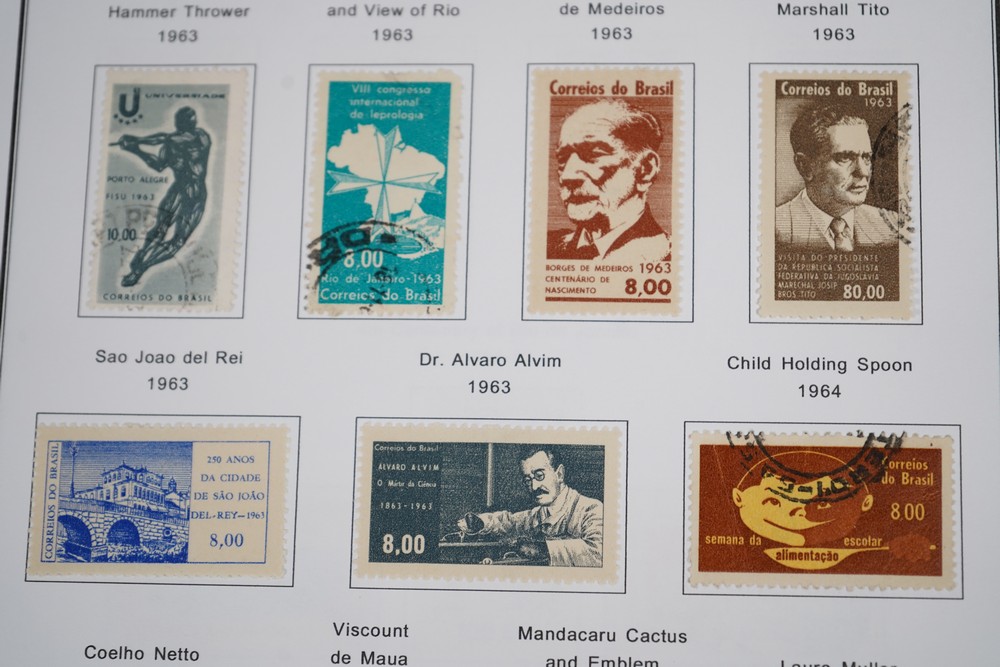 Hammer Thrower
1963
and View of Rio
1963
de Medeiros
1963
Marshall Tito
1963
U UNIVERSIADE
PORTO ALEGRE
FISU 1963
10,00
CORREIOS DO BRASIL
VIII congresso
internacional
de leprologia
8.00
Rio de Janeiro-1963
Correios do Brasil
Correios do Brasil
BORGES DE MEDEIROS 1963
CENTENÁRIO DE
NASCIMENTO
8,00
Correios do Brasil
1963
VISITA DO PRESIDENTE
DA REPUBLICA SOCIALISTA
FEDERATIVA DA JUGOSLAVIA
MARECHAL JOSIP
BROS TITO
80,00
Sao Joao del Rei
1963
Dr. Alvaro Alvim
1963
Child Holding Spoon
1964
CORREIOS DO BRASIL
250 ANOS
DA CIDADE
DE SÃO JOÃO
DEL-REY-1963
8,00
Correios do Brasil
ÁLVARO ALVIM
O Mártir da Ciência
1863-1963
8,00
Correios
do Brasil
8.00
semana da
escolar
alimentação
Coelho Netto
Viscount
de Maua
Mandacaru Cactus
and Emblem